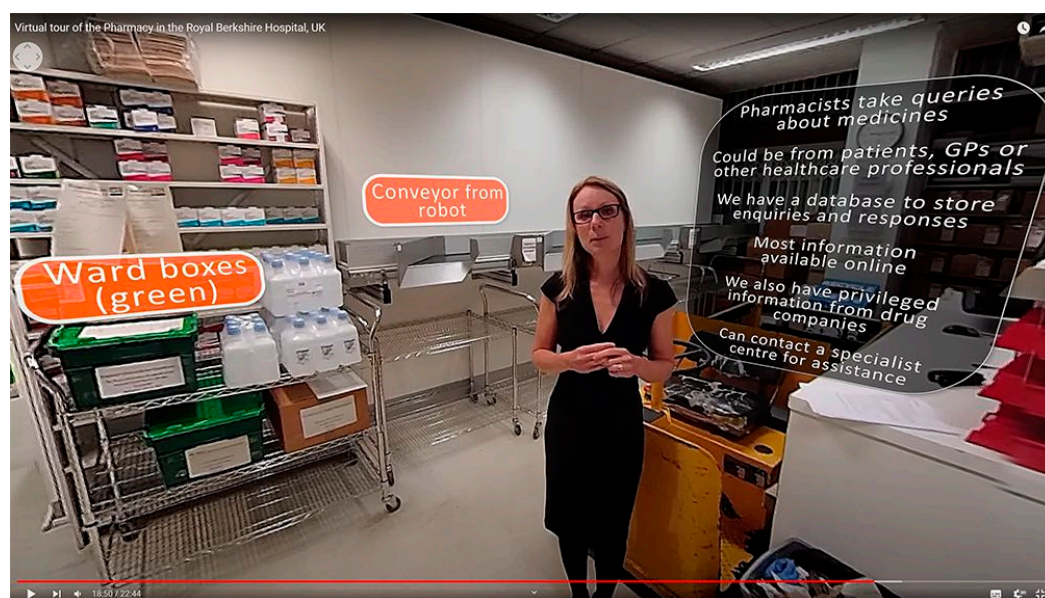 Virtual tour of the Pharmacy in the Royal Berkshire Hospital, UK
Pharmacists take queries
about medicines
Could be from patients, GPs or
other healthcare professionals
We have a database to store
enquiries and responses
Most information
available online
We also have privileged
information from drug
companies
Can contact a specialist
centre for assistance
Conveyor from
robot
Ward boxes
(green)
18:50 / 22:44